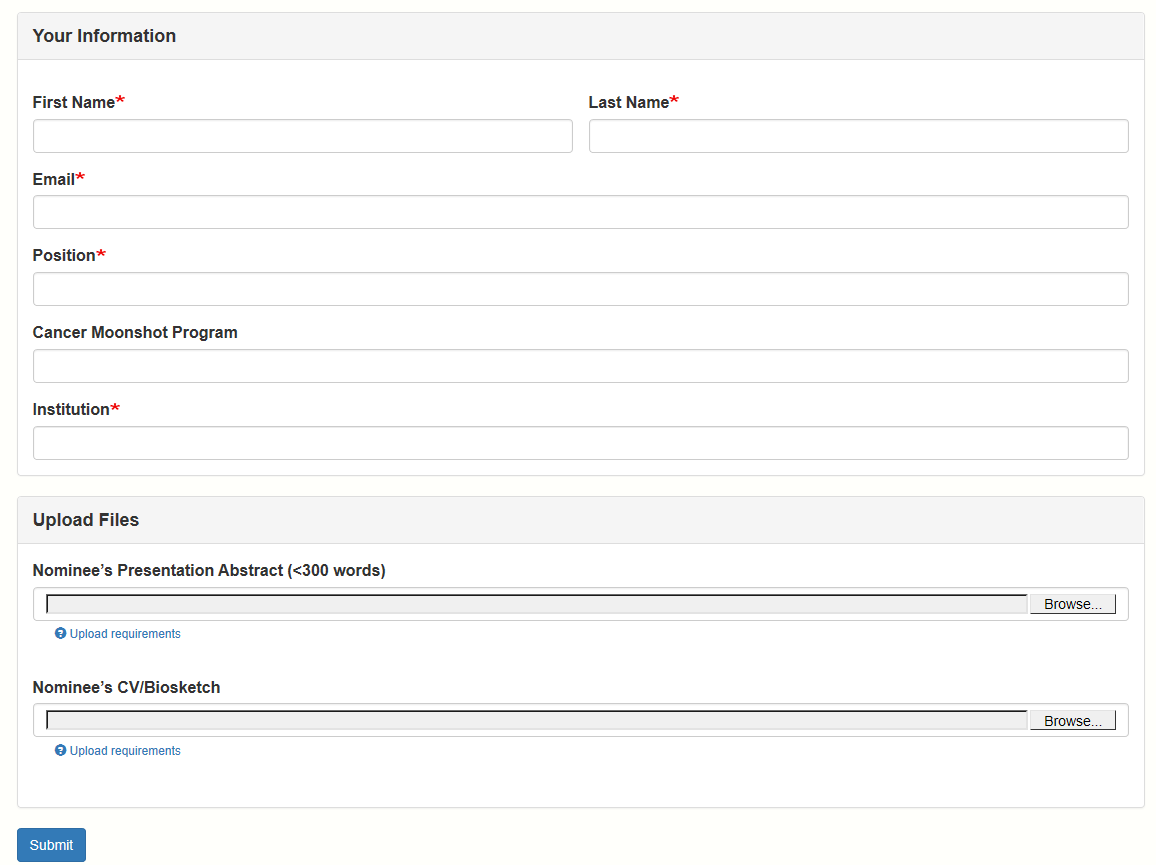 Your Information
First Name* Last Name*
Email*
Position*
Cancer Moonshot Program
Institution*
Upload Files
Nominee’s Presentation Abstract (<300 words)
Browse...
? Upload requirements
Nominee’s CV/Biosketch
Browse...
? Upload requirements
Submit